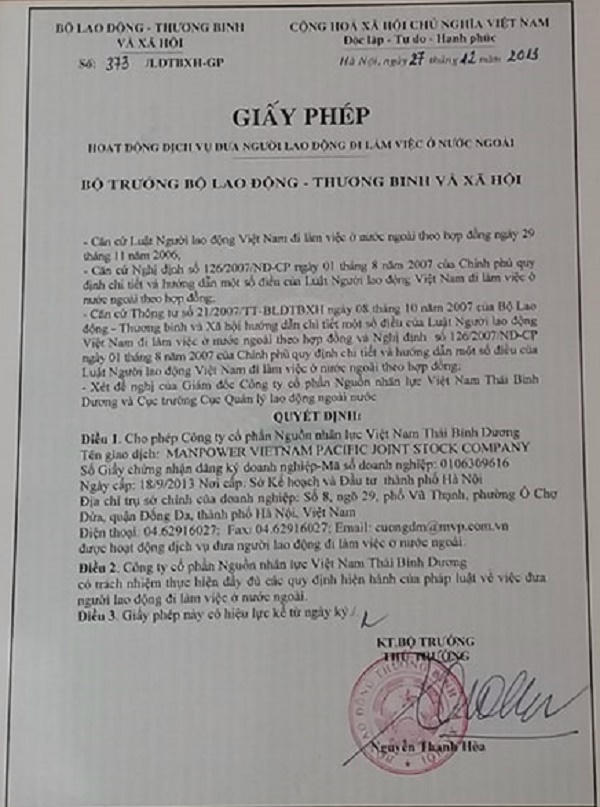 BỘ LAO ĐỘNG - THƯƠNG BINH
VÀ XÃ HỘI
Số: 373 /LĐTBXH-GP
CỘNG HOÀ XÃ HỘI CHỦ NGHĨA VIỆT NAM
Độc lập - Tự do - Hạnh phúc
Hà Nội, ngày 27 tháng 12 năm 2013
GIẤY PHÉP
HOẠT ĐỘNG DỊCH VỤ ĐƯA NGƯỜI LAO ĐỘNG ĐI LÀM VIỆC Ở NƯỚC NGOÀI
BỘ TRƯỞNG BỘ LAO ĐỘNG - THƯƠNG BINH VÀ XÃ HỘI
- Căn cứ Luật Người lao động Việt Nam đi làm việc ở nước ngoài theo hợp đồng ngày 29
tháng 11 năm 2006;
- Căn cứ Nghị định số 126/2007/NĐ-CP ngày 01 tháng 8 năm 2007 của Chính phủ quy
định chi tiết và hướng dẫn một số điều của Luật Người lao động Việt Nam đi làm việc ở
nước ngoài theo hợp đồng;
- Căn cứ Thông tư số 21/2007/TT-BLĐTBXH ngày 08 tháng 10 năm 2007 của Bộ Lao
động - Thương binh và Xã hội hướng dẫn chi tiết một số điều của Luật Người lao động
Việt Nam đi làm việc ở nước ngoài theo hợp đồng và Nghị định số 126/2007/NĐ-CP
ngày 01 tháng 8 năm 2007 của Chính phủ quy định chi tiết và hướng dẫn một số điều của
Luật Người lao động Việt Nam đi làm việc ở nước ngoài theo hợp đồng;
- Xét đề nghị của Giám đốc Công ty cổ phần Nguồn nhân lực Việt Nam Thái Bình
Dương và Cục trưởng Cục Quản lý lao động ngoài nước
QUYẾT ĐỊNH:
Điều 1. Cho phép Công ty cổ phần Nguồn nhân lực Việt Nam Thái Bình Dương
Tên giao dịch: MANPOWER VIETNAM PACIFIC JOINT STOCK COMPANY
Số Giấy chứng nhận đăng ký doanh nghiệp-Mã số doanh nghiệp: 0106309616
Ngày cấp: 18/9/2013 Nơi cấp: Sở Kế hoạch và Đầu tư thành phố Hà Nội
Địa chỉ trụ sở chính của doanh nghiệp: Số 8, ngõ 29, phố Vũ Thạnh, phường Ô Chợ
Dừa, quận Đống Đa, thành phố Hà Nội, Việt Nam
Điện thoại: 04.62916027; Fax: 04.62916027; Email: cuongdm@mvp.com.vn
được hoạt động dịch vụ đưa người lao động đi làm việc ở nước ngoài.
Điều 2. Công ty cổ phần Nguồn nhân lực Việt Nam Thái Bình Dương
có trách nhiệm thực hiện đầy đủ các quy định hiện hành của pháp luật về việc đưa
người lao động đi làm việc ở nước ngoài.
Điều 3. Giấy phép này có hiệu lực kể từ ngày ký./.
KT.BỘ TRƯỞNG
THỨ TRƯỞNG
BỘ LAO ĐỘNG THƯƠNG BINH VÀ XÃ HỘI
Nguyễn Thanh Hòa